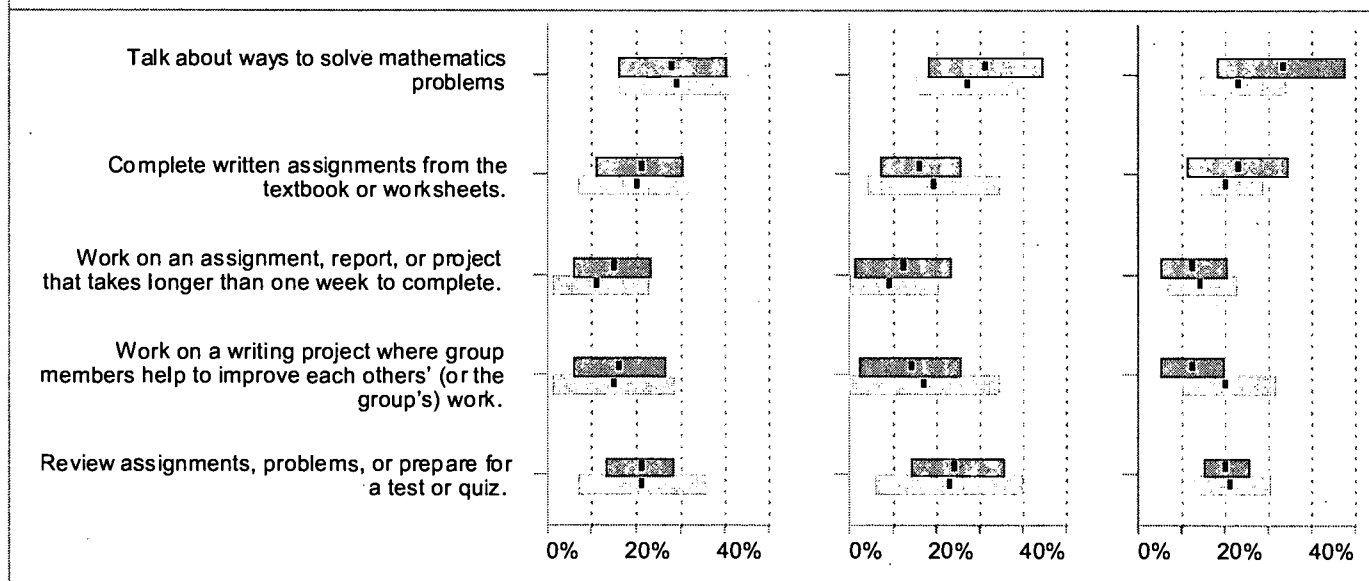 Talk about ways to solve mathematics
problems
Complete written assignments from the
textbook or worksheets.
Work on an assignment, report, or project
that takes longer than one week to complete.
Work on a writing project where group
members help to improve each others' (or the
group's) work.
Review assignments, problems, or prepare for
a test or quiz.
0% 20% 40% 0% 20% 40% 0% 20% 40%